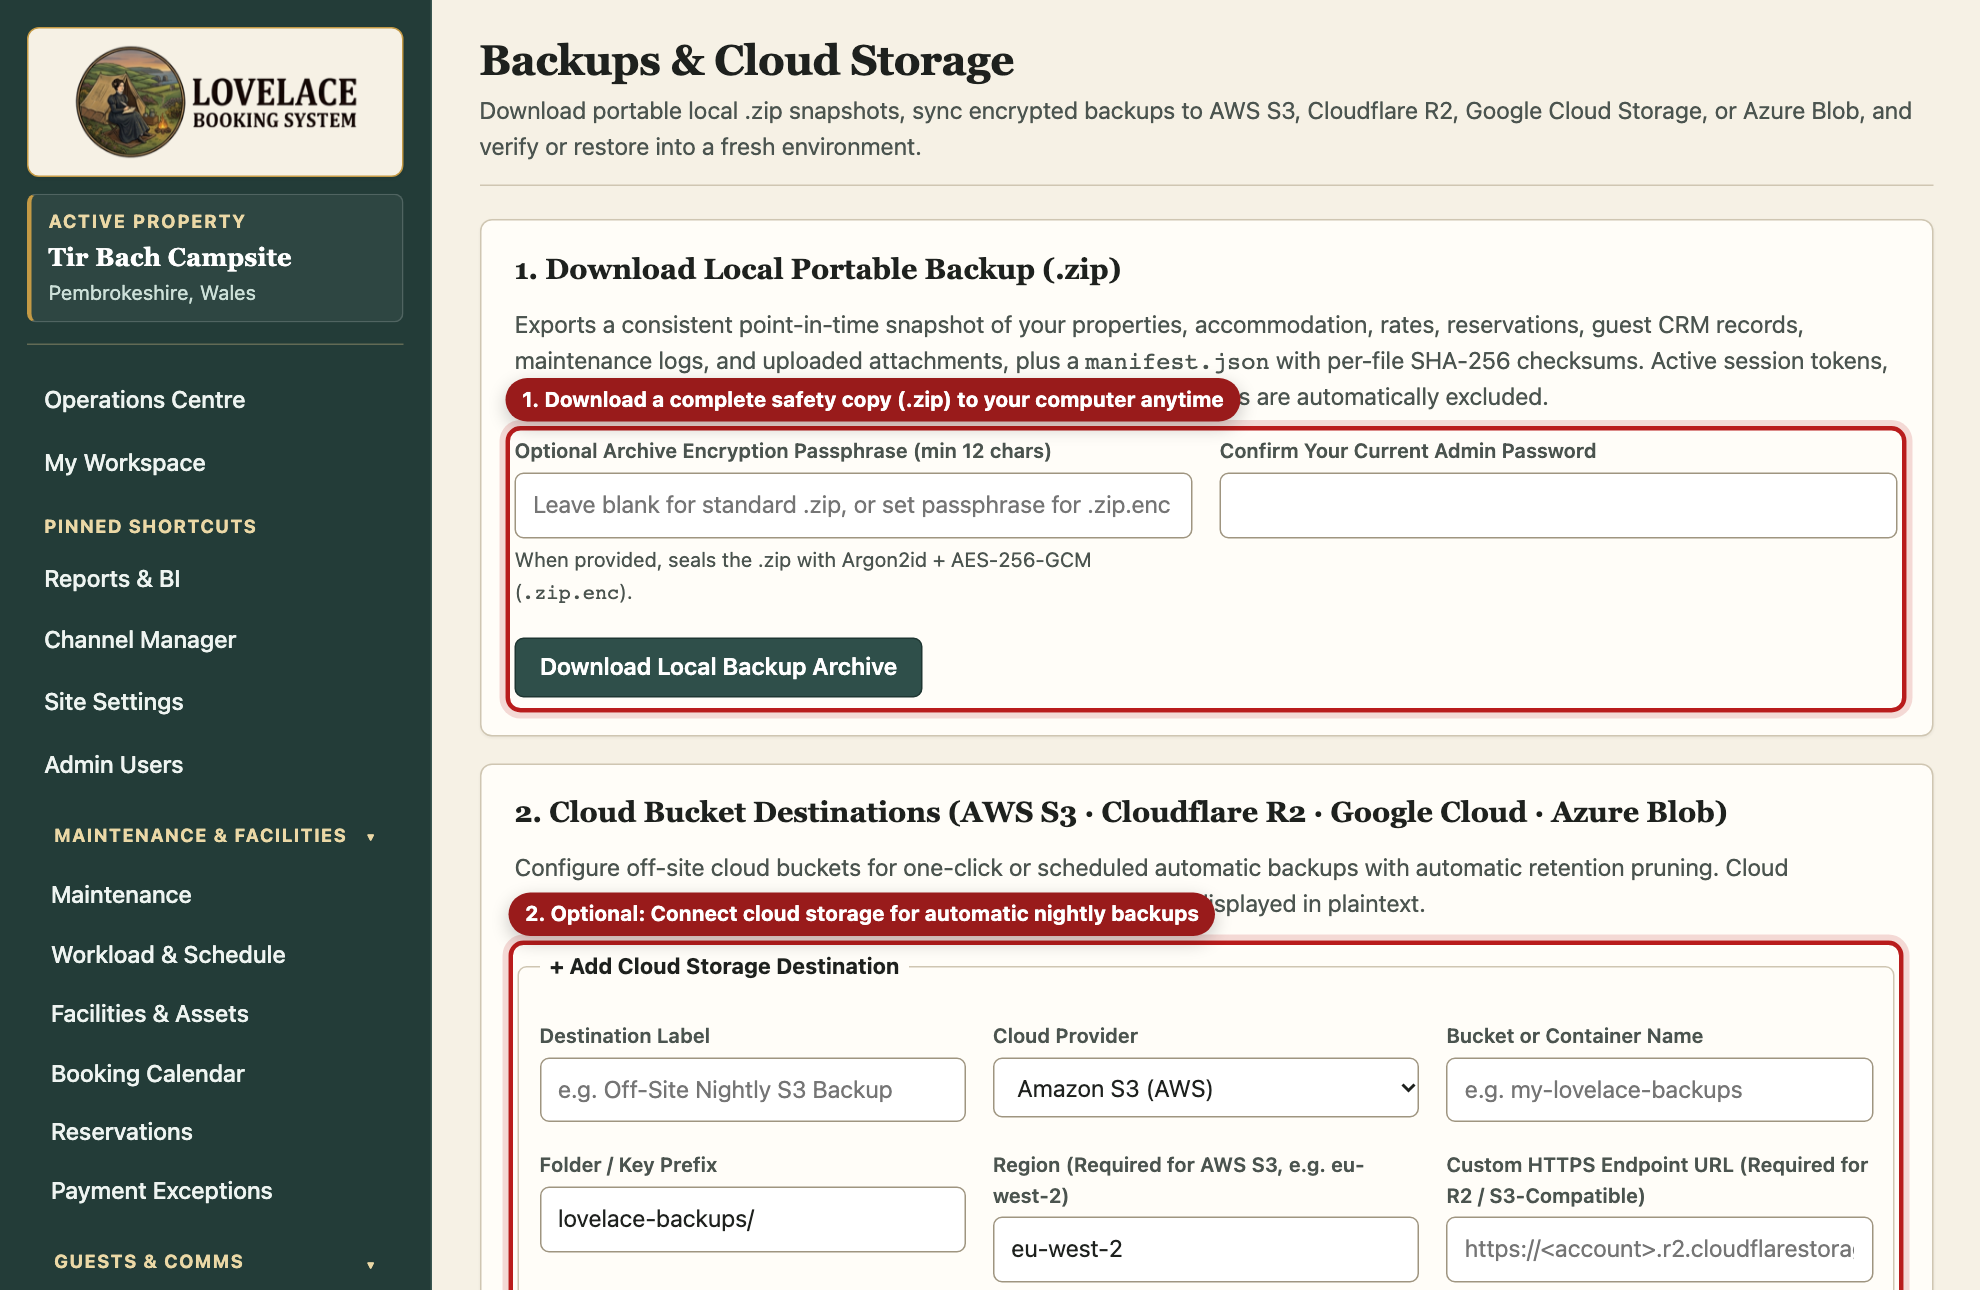 LOVELACE
BOOKING SYSTEM
ACTIVE PROPERTY
Tir Bach Campsite
Pembrokeshire, Wales
Operations Centre
My Workspace
PINNED SHORTCUTS
Reports & BI
Channel Manager
Site Settings
Admin Users
MAINTENANCE & FACILITIES ▼
Maintenance
Workload & Schedule
Facilities & Assets
Booking Calendar
Reservations
Payment Exceptions
GUESTS & COMMS ▼
Backups & Cloud Storage
Download portable local .zip snapshots, sync encrypted backups to AWS S3, Cloudflare R2, Google Cloud Storage, or Azure Blob, and
verify or restore into a fresh environment.
1. Download Local Portable Backup (.zip)
Exports a consistent point-in-time snapshot of your properties, accommodation, rates, reservations, guest CRM records,
maintenance logs, and uploaded attachments, plus a manifest.json with per-file SHA-256 checksums. Active session tokens,
are automatically excluded.
1. Download a complete safety copy (.zip) to your computer anytime
Optional Archive Encryption Passphrase (min 12 chars)
Leave blank for standard .zip, or set passphrase for .zip.enc
When provided, seals the .zip with Argon2id + AES-256-GCM
(.zip.enc).
Confirm Your Current Admin Password
Download Local Backup Archive
2. Cloud Bucket Destinations (AWS S3 · Cloudflare R2 · Google Cloud · Azure Blob)
Configure off-site cloud buckets for one-click or scheduled automatic backups with automatic retention pruning. Cloud
in plaintext.
2. Optional: Connect cloud storage for automatic nightly backups
+ Add Cloud Storage Destination
Destination Label
e.g. Off-Site Nightly S3 Backup
Cloud Provider
Amazon S3 (AWS)
Bucket or Container Name
e.g. my-lovelace-backups
Folder / Key Prefix
lovelace-backups/
Region (Required for AWS S3, e.g. eu-
west-2)
eu-west-2
Custom HTTPS Endpoint URL (Required for
R2 / S3-Compatible)
https://<account>.r2.cloudflarestora